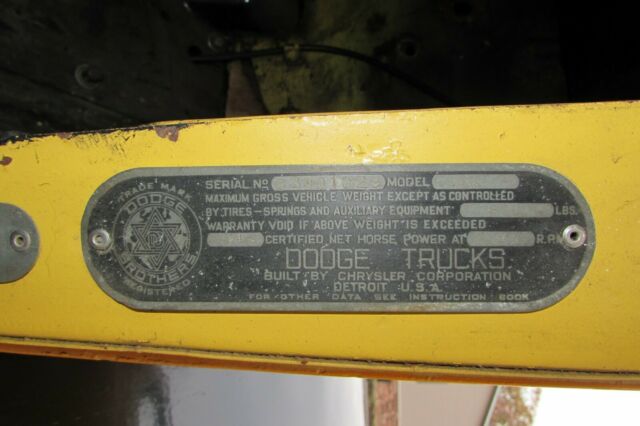 TRADE MARK
DODGE
BROTHERS
REGISTERED
SERIAL No MODEL
MAXIMUM GROSS VEHICLE WEIGHT EXCEPT AS CONTROLLED
BY TIRES-SPRINGS AND AUXILIARY EQUIPMENT LBS.
WARRANTY VOID IF ABOVE WEIGHT IS EXCEEDED
CERTIFIED NET HORSE POWER AT R.P.M
DODGE TRUCKS
BUILT BY CHRYSLER CORPORATION
DETROIT U.S.A.
FOR OTHER DATA SEE INSTRUCTION BOOK